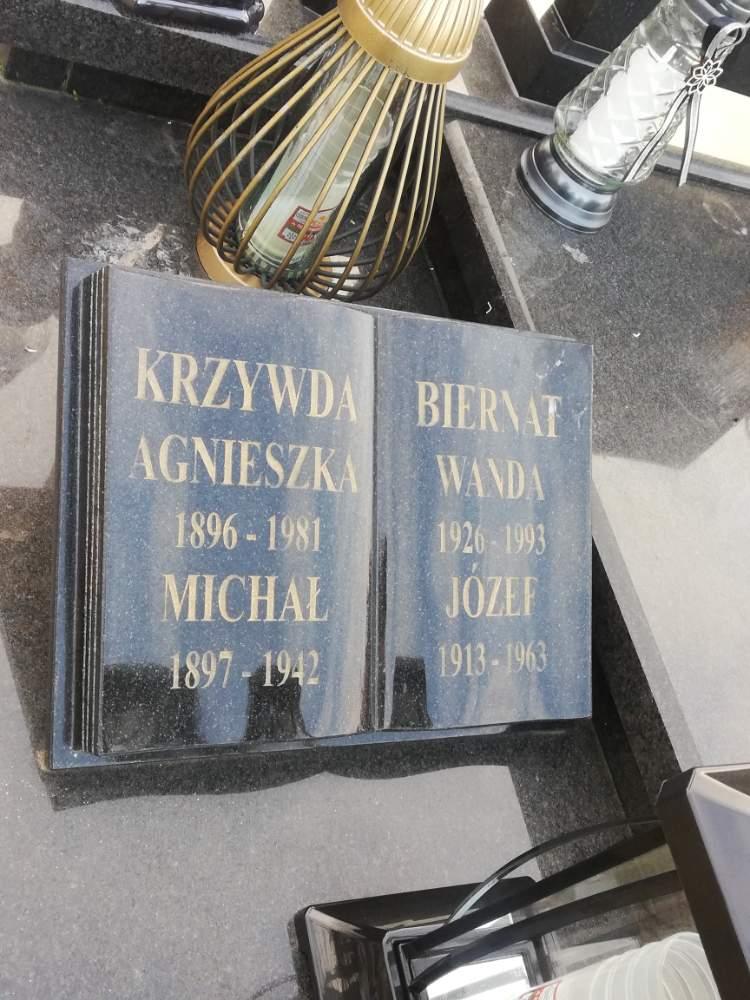 KRZYWDA
AGNIESZKA
1896 - 1981
MICHAŁ
1897 - 1942
BIERNAT
WANDA
1926 - 1993
JÓZEF
1913 - 1963